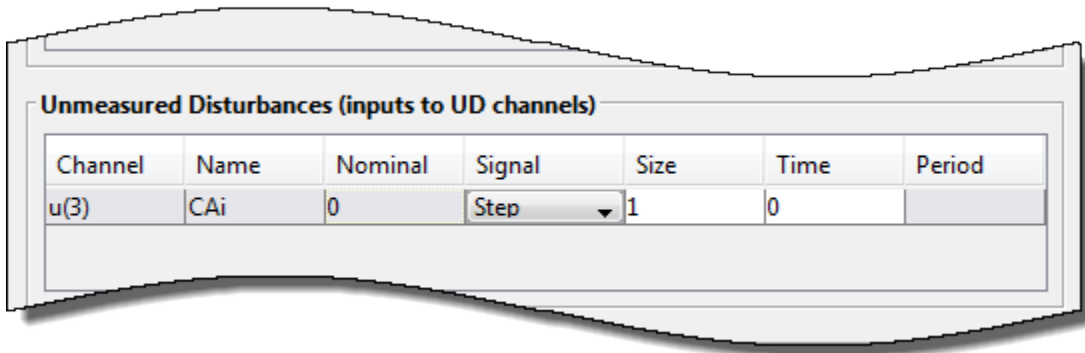 Unmeasured Disturbances (inputs to UD channels)
Channel Name Nominal Signal Size Time Period
u(3) CAi 0 Step 1 0